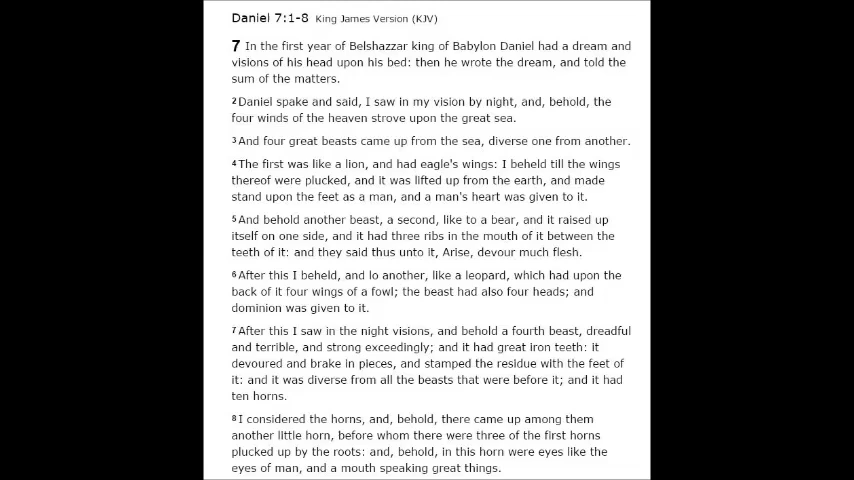 Daniel 7:1-8 King James Version (KJV)
7 In the first year of Belshazzar king of Babylon Daniel had a dream and
visions of his head upon his bed: then he wrote the dream, and told the
sum of the matters.
2 Daniel spake and said, I saw in my vision by night, and, behold, the
four winds of the heaven strove upon the great sea.
3 And four great beasts came up from the sea, diverse one from another.
4 The first was like a lion, and had eagle's wings: I beheld till the wings
thereof were plucked, and it was lifted up from the earth, and made
stand upon the feet as a man, and a man's heart was given to it.
5 And behold another beast, a second, like to a bear, and it raised up
itself on one side, and it had three ribs in the mouth of it between the
teeth of it: and they said thus unto it, Arise, devour much flesh.
6 After this I beheld, and lo another, like a leopard, which had upon the
back of it four wings of a fowl; the beast had also four heads; and
dominion was given to it.
7 After this I saw in the night visions, and behold a fourth beast, dreadful
and terrible, and strong exceedingly; and it had great iron teeth: it
devoured and brake in pieces, and stamped the residue with the feet of
it: and it was diverse from all the beasts that were before it; and it had
ten horns.
8 I considered the horns, and, behold, there came up among them
another little horn, before whom there were three of the first horns
plucked up by the roots: and, behold, in this horn were eyes like the
eyes of man, and a mouth speaking great things.